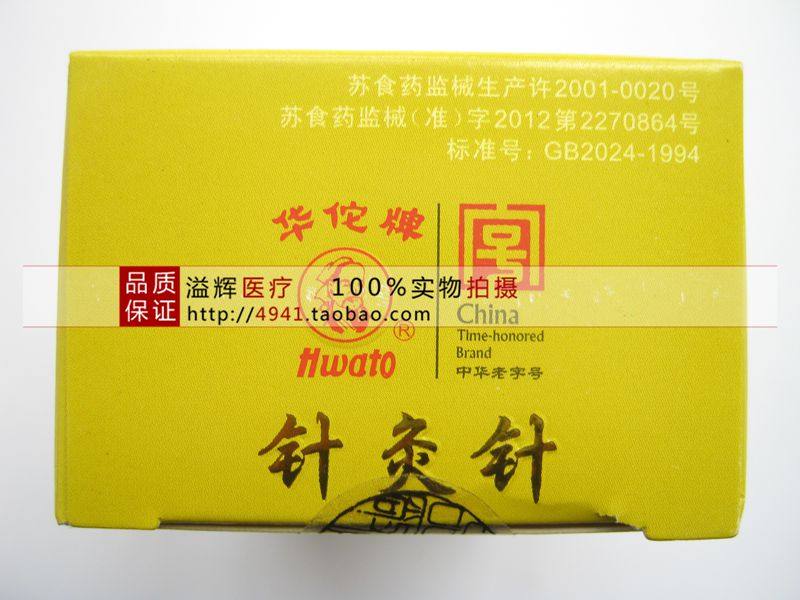 苏食药监械生产许2001-0020号
苏食药监械(准)字2012第2270864号
标准号: GB2024-1994
华佗牌
品质保证
溢辉医疗 100%实物拍摄
http://4941.taobao.com
®
Hwato
China
Time-honored
Brand
中华老字号
针灸针